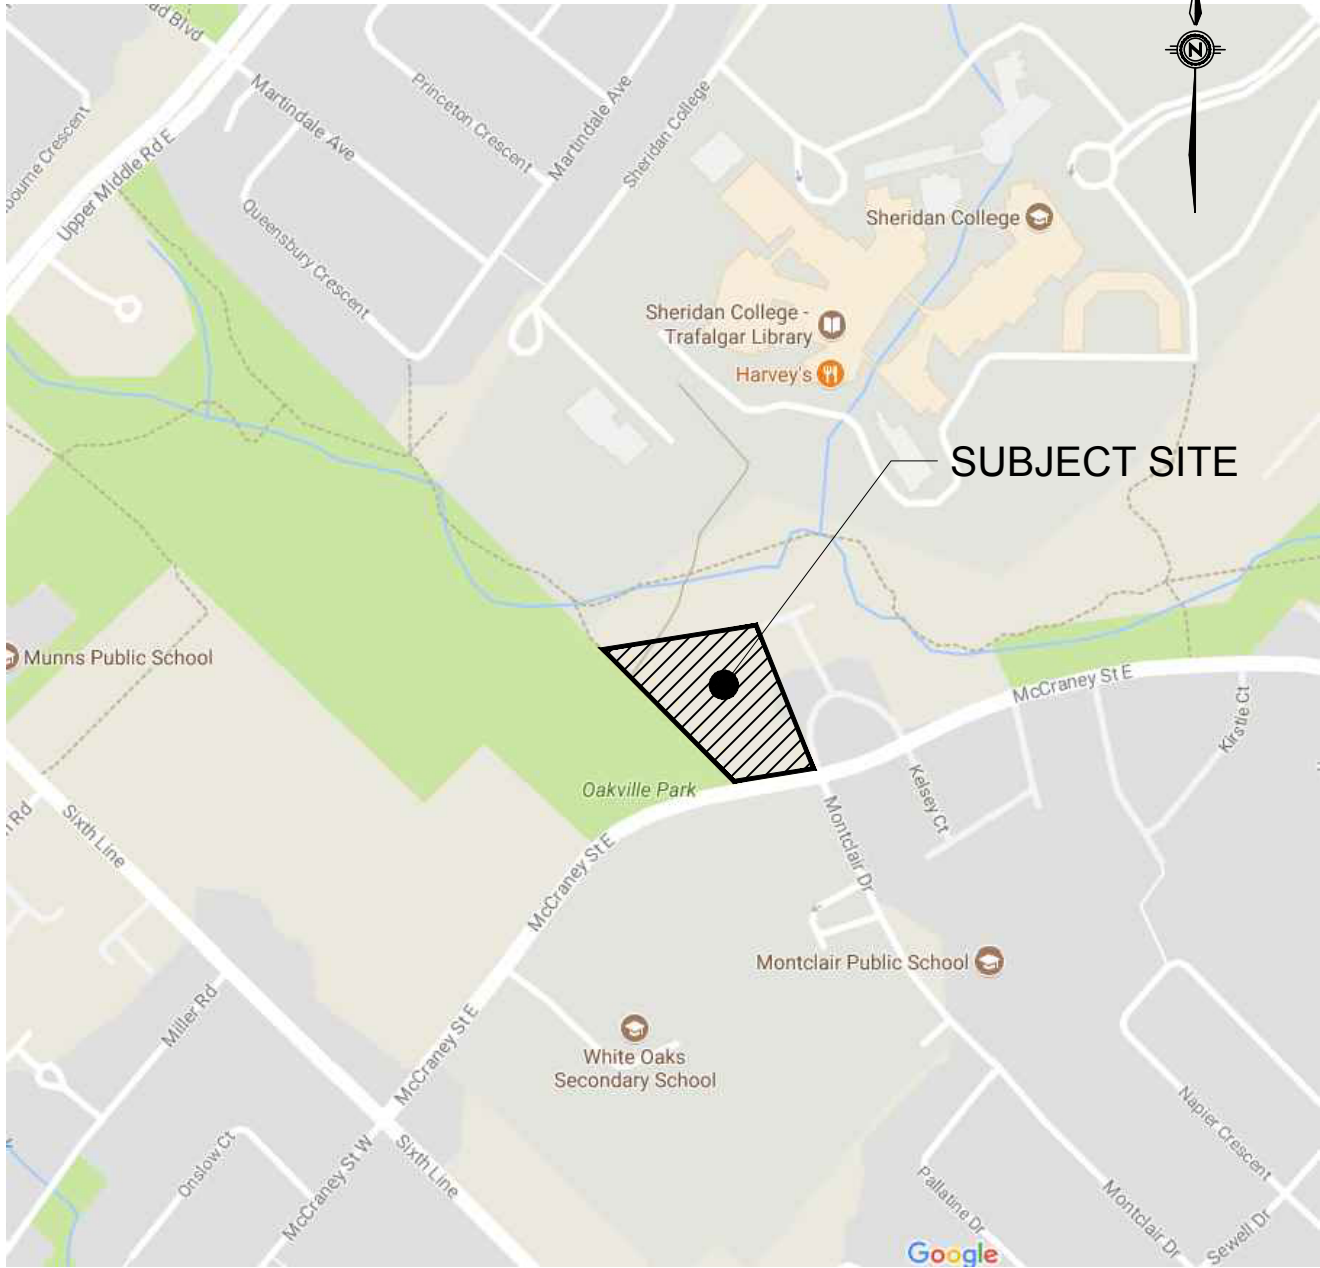 Martindale Ave
Princeton Crescent
Martindale Ave
Sheridan College
N
Upper Middle Rd E
Queensbury Crescent
Sheridan College
Sheridan College -
Trafalgar Library
Harvey's
SUBJECT SITE
Munns Public School
McCraney St E
Kirstie Ct
Oakville Park
Kelsey Ct
Sixth Line
Montclair Dr
McCraney St E
Montclair Public School
Miller Rd
White Oaks
Secondary School
McCraney St E
Napier Crescent
Onslow Ct
McCraney St W
Sixth Line
Pallatine Dr
Montclair Dr
Sewell Dr
Google